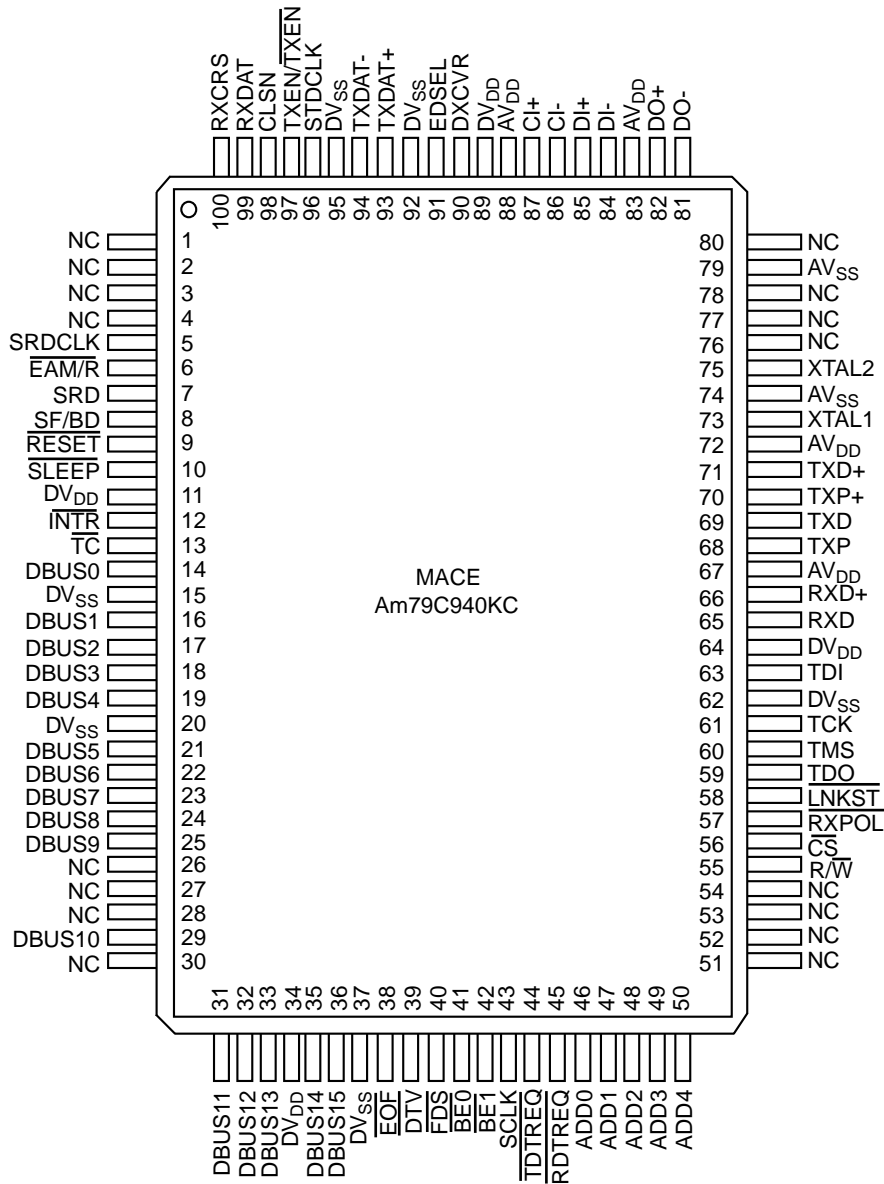 RXCRS
RXDAT
CLSN
TXEN/TXEN
STDCLK
DVSS
TXDAT-
TXDAT+
DVSS
EDSEL
DXCVR
DVDD
AVDD
CI+
CI-
DI+
DI-
AVDD
DO+
DO-
100
99
98
97
96
95
94
93
92
91
90
89
88
87
86
85
84
83
82
81
NC 1
NC 2
NC 3
NC 4
SRDCLK 5
EAM/R 6
SRD 7
SF/BD 8
RESET 9
SLEEP 10
DVDD 11
INTR 12
TC 13
DBUS0 14
DVSS 15
DBUS1 16
DBUS2 17
DBUS3 18
DBUS4 19
DVSS 20
DBUS5 21
DBUS6 22
DBUS7 23
DBUS8 24
DBUS9 25
NC 26
NC 27
NC 28
DBUS10 29
NC 30
MACE
Am79C940KC
80 NC
79 AVSS
78 NC
77 NC
76 NC
75 XTAL2
74 AVSS
73 XTAL1
72 AVDD
71 TXD+
70 TXP+
69 TXD
68 TXP
67 AVDD
66 RXD+
65 RXD
64 DVDD
63 TDI
62 DVSS
61 TCK
60 TMS
59 TDO
58 LNKST
57 RXPOL
56 CS
55 R/W
54 NC
53 NC
52 NC
51 NC
31
32
33
34
35
36
37
38
39
40
41
42
43
44
45
46
47
48
49
50
DBUS11
DBUS12
DBUS13
DVDD
DBUS14
DBUS15
DVSS
EOF
DTV
FDS
BE0
BE1
SCLK
TDTREQ
RDTREQ
ADD0
ADD1
ADD2
ADD3
ADD4